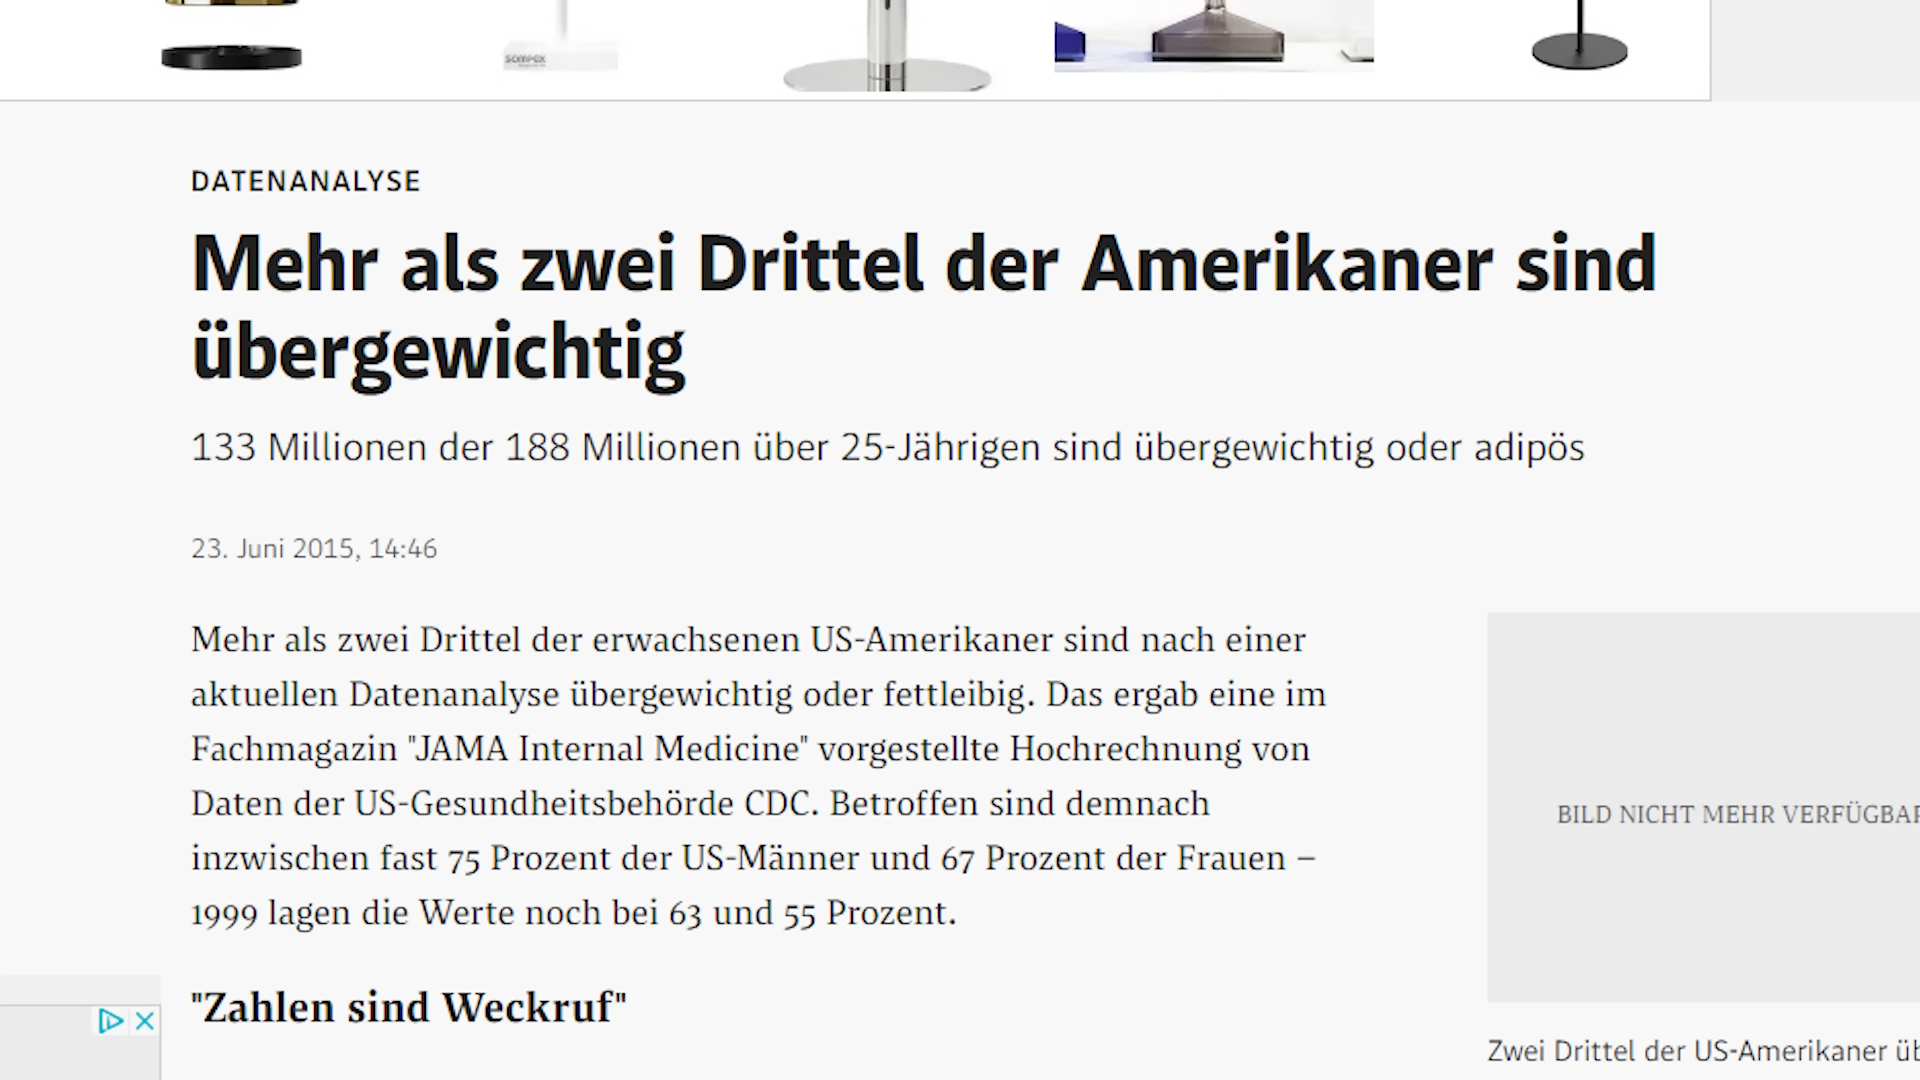 sompex
DATENANALYSE
Mehr als zwei Drittel der Amerikaner sind
übergewichtig
133 Millionen der 188 Millionen über 25-Jährigen sind übergewichtig oder adipös
23. Juni 2015, 14:46
Mehr als zwei Drittel der erwachsenen US-Amerikaner sind nach einer
aktuellen Datenanalyse übergewichtig oder fettleibig. Das ergab eine im
Fachmagazin "JAMA Internal Medicine" vorgestellte Hochrechnung von
Daten der US-Gesundheitsbehörde CDC. Betroffen sind demnach
inzwischen fast 75 Prozent der US-Männer und 67 Prozent der Frauen –
1999 lagen die Werte noch bei 63 und 55 Prozent.
"Zahlen sind Weckruf"
BILD NICHT MEHR VERFÜGBAR
Zwei Drittel der US-Amerikaner üb